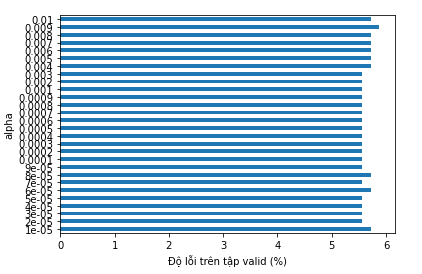 0.01
0.009
0.008
0.007
0.006
0.005
0.004
0.003
0.002
0.001
0.0009
0.0008
0.0007
0.0006
0.0005
0.0004
0.0003
0.0002
0.0001
9e-05
8e-05
7e-05
6e-05
5e-05
4e-05
3e-05
2e-05
1e-05
alpha
0 1 2 3 4 5 6
Độ lỗi trên tập valid (%)